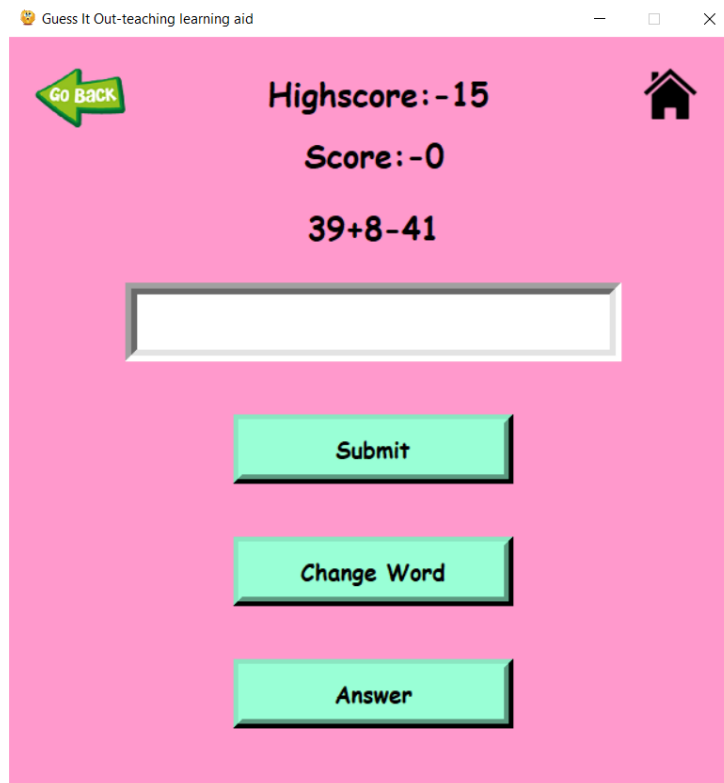 Guess It Out-teaching learning aid
GO BACK
Highscore:-15
Score:-0
39+8-41
Submit
Change Word
Answer